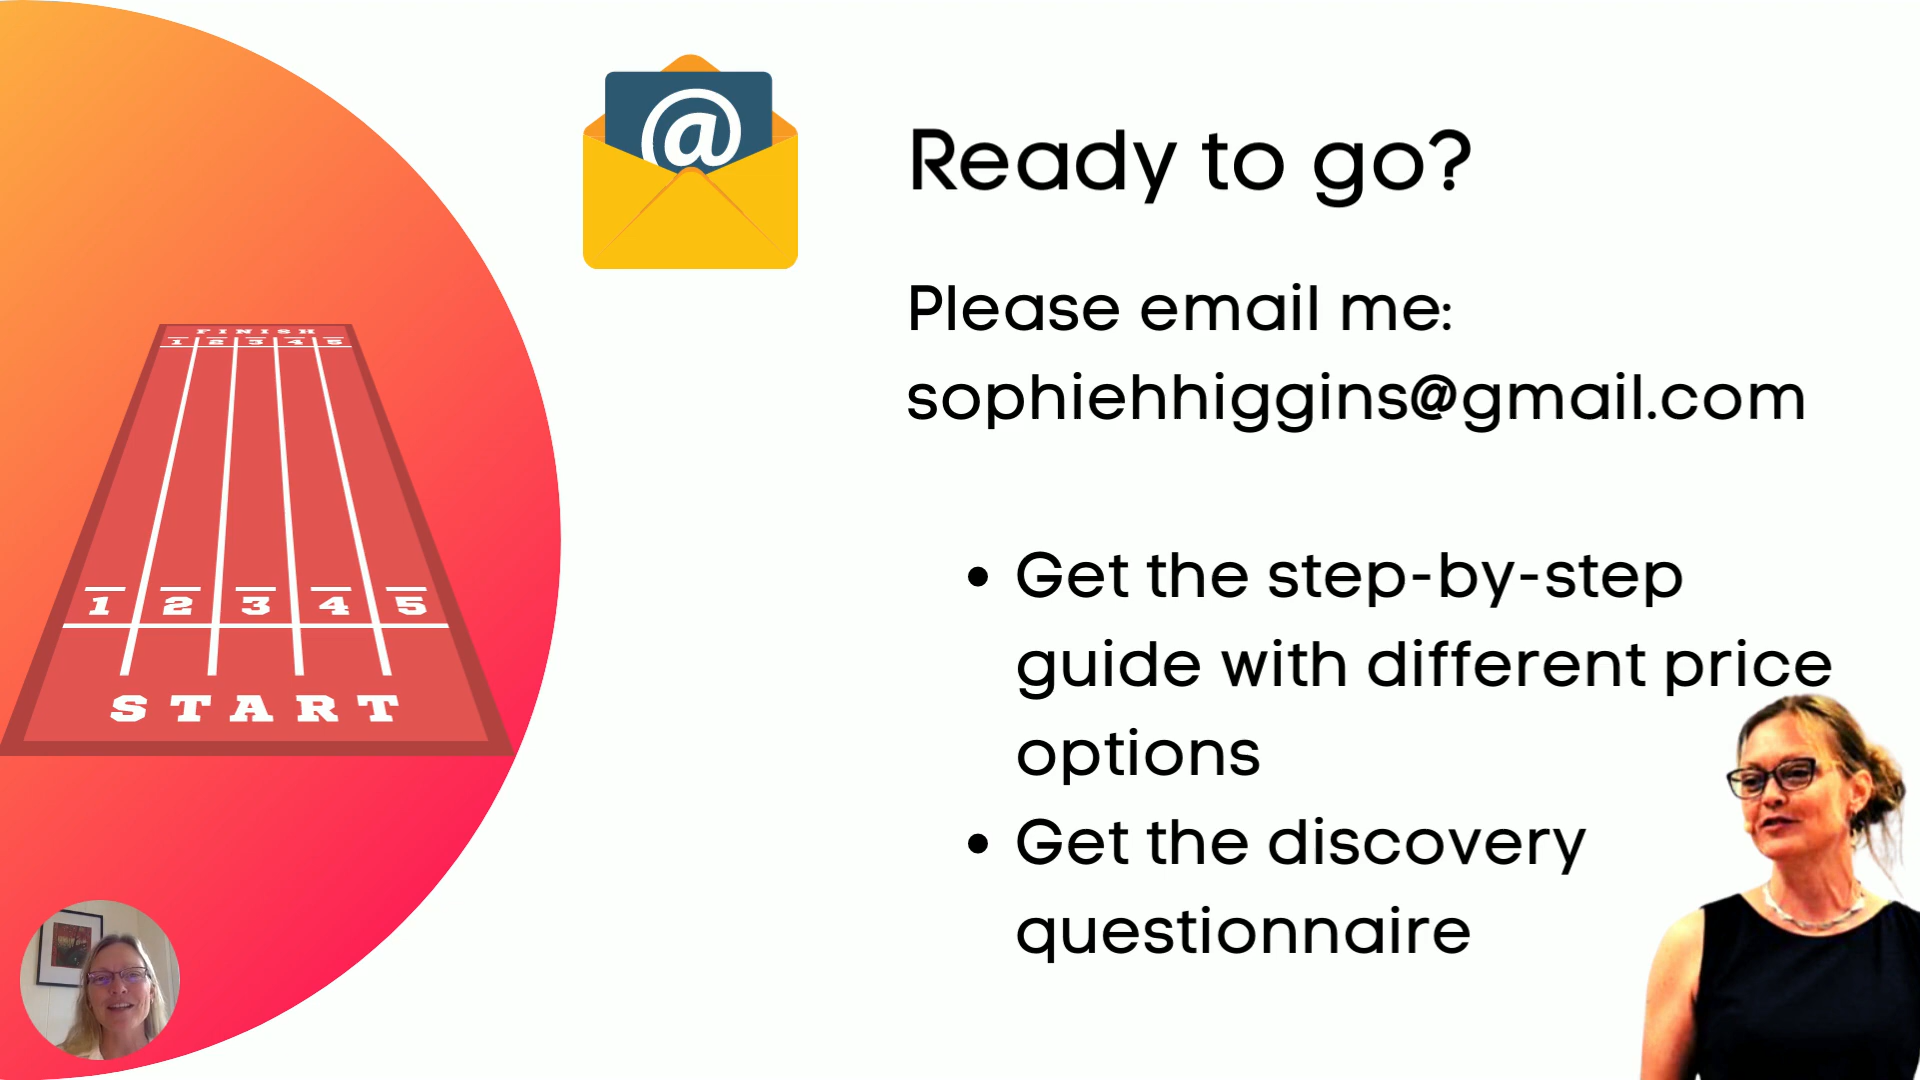 Ready to go?
Please email me:
sophiehhiggins@gmail.com
• Get the step-by-step
guide with different price
options
• Get the discovery
questionnaire
@
FINISH
1 2 3 4 5
1 2 3 4 5
START